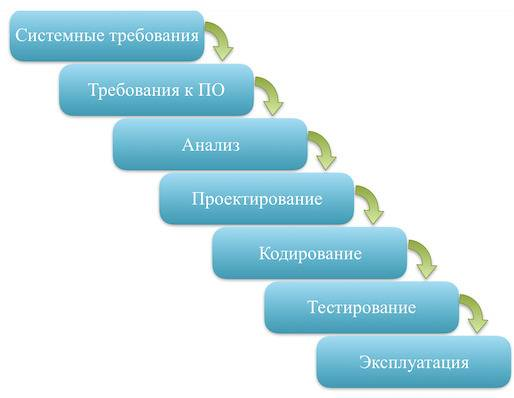 Системные требования
Требования к ПО
Анализ
Проектирование
Кодирование
Тестирование
Эксплуатация